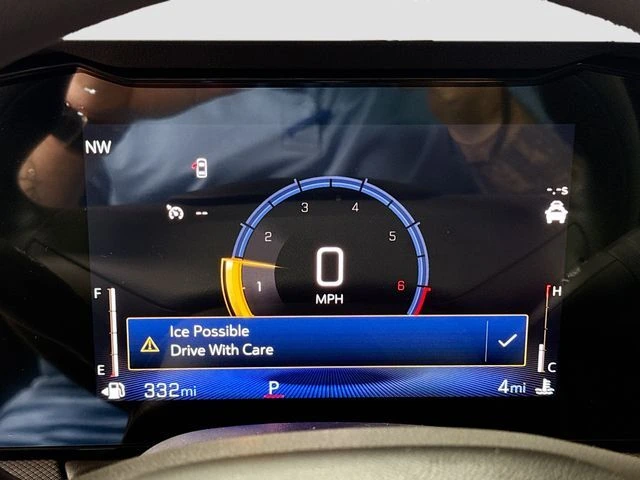 NW
-.-s
--
3
4
2
5
1
0
6
MPH
F
H
Ice Possible
Drive With Care
E
C
332mi
P
4mi